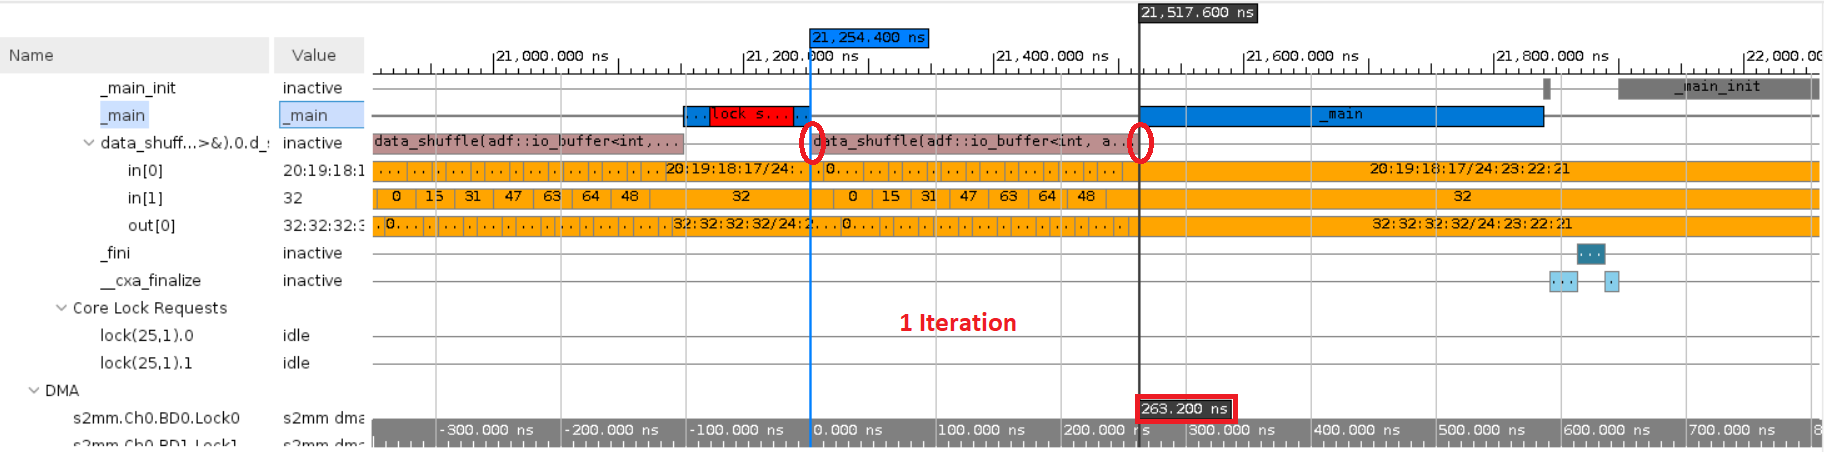 21,517.600 ns
21,254.400 ns
Name Value 21,000.000 ns 21,200.000 ns 21,400.000 ns 21,600.000 ns 21,800.000 ns 22,000.0
_main_init inactive _main_init
_main _main ... lock s... .. _main
data_shuff...>&).0.d_s inactive data_shuffle(adf::io_buffer<int,... data_shuffle(adf::io_buffer<int, a...
in[0] 20:19:18:1 20:19:18:17/24:... 0... 20:19:18:17/24:23:22:21
in[1] 32 0 15 31 47 63 64 48 32 0 15 31 47 63 64 48 32
out[0] 32:32:32:3 0... 32:32:32:32/24:2... 0... 32:32:32:32/24:23:22:21
_fini inactive ...
__cxa_finalize inactive ... .
Core Lock Requests
lock(25,1).0 idle
1 Iteration
lock(25,1).1 idle
DMA
263.200 ns
s2mm.Ch0.BD0.Lock0 s2mm dma
-300.000 ns -200.000 ns -100.000 ns 0.000 ns 100.000 ns 200.000 ns 300.000 ns 400.000 ns 500.000 ns 600.000 ns 700.000 ns 8
s2mm.Ch0.BD1.Lock1 s2mm dma